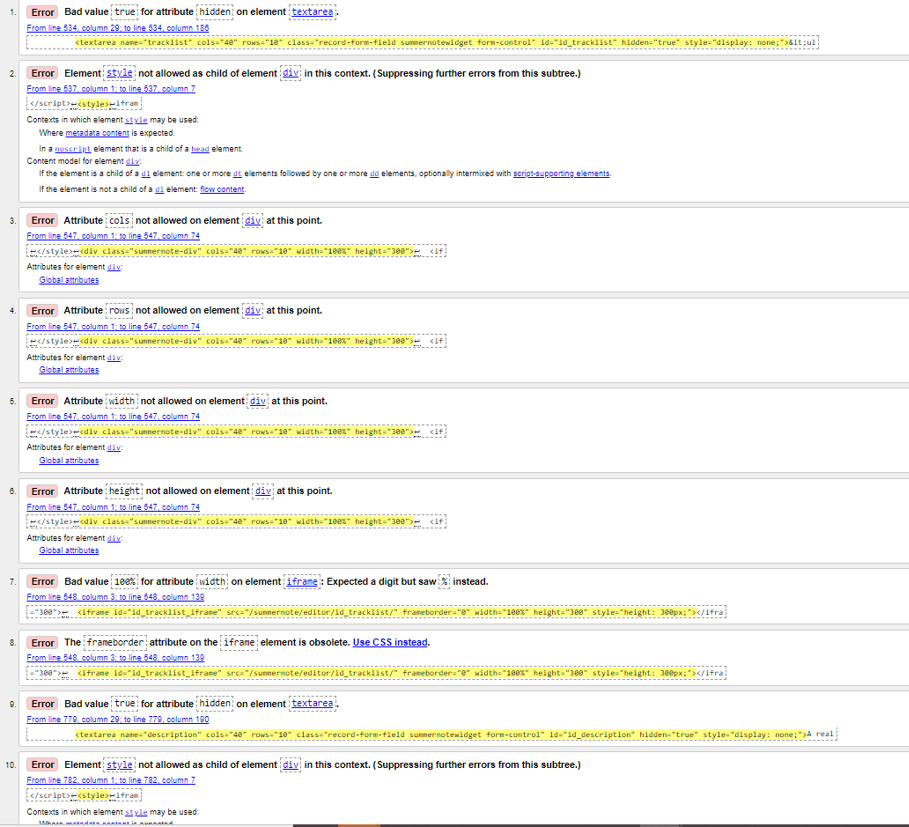 1. Error Bad value true for attribute hidden on element textarea.
From line 534, column 29; to line 534, column 186
<textarea name="tracklist" cols="40" rows="10" class="record-form-field summernotewidget form-control" id="id_tracklist" hidden="true" style="display: none;">&lt;ul
2. Error Element style not allowed as child of element div in this context. (Suppressing further errors from this subtree.)
From line 537, column 1; to line 537, column 7
</script>↩<style>↩ifram
Contexts in which element style may be used:
Where metadata content is expected.
In a noscript element that is a child of a head element.
Content model for element div:
If the element is a child of a dl element: one or more dt elements followed by one or more dd elements, optionally intermixed with script-supporting elements.
If the element is not a child of a dl element: flow content.
3. Error Attribute cols not allowed on element div at this point.
From line 547, column 1; to line 547, column 74
↩</style>↩<div class="summernote-div" cols="40" rows="10" width="100%" height="300">↩ <if
Attributes for element div:
Global attributes
4. Error Attribute rows not allowed on element div at this point.
From line 547, column 1; to line 547, column 74
↩</style>↩<div class="summernote-div" cols="40" rows="10" width="100%" height="300">↩ <if
Attributes for element div:
Global attributes
5. Error Attribute width not allowed on element div at this point.
From line 547, column 1; to line 547, column 74
↩</style>↩<div class="summernote-div" cols="40" rows="10" width="100%" height="300">↩ <if
Attributes for element div:
Global attributes
6. Error Attribute height not allowed on element div at this point.
From line 547, column 1; to line 547, column 74
↩</style>↩<div class="summernote-div" cols="40" rows="10" width="100%" height="300">↩ <if
Attributes for element div:
Global attributes
7. Error Bad value 100% for attribute width on element iframe: Expected a digit but saw % instead.
From line 548, column 3; to line 548, column 139
="300">↩ <iframe id="id_tracklist_iframe" src="/summernote/editor/id_tracklist/" frameborder="0" width="100%" height="300" style="height: 300px;"></ifra
8. Error The frameborder attribute on the iframe element is obsolete. Use CSS instead.
From line 548, column 3; to line 548, column 139
="300">↩ <iframe id="id_tracklist_iframe" src="/summernote/editor/id_tracklist/" frameborder="0" width="100%" height="300" style="height: 300px;"></ifra
9. Error Bad value true for attribute hidden on element textarea.
From line 779, column 29; to line 779, column 190
<textarea name="description" cols="40" rows="10" class="record-form-field summernotewidget form-control" id="id_description" hidden="true" style="display: none;">A real
10. Error Element style not allowed as child of element div in this context. (Suppressing further errors from this subtree.)
From line 782, column 1; to line 782, column 7
</script>↩<style>↩ifram
Contexts in which element style may be used:
Where metadata content is expected.